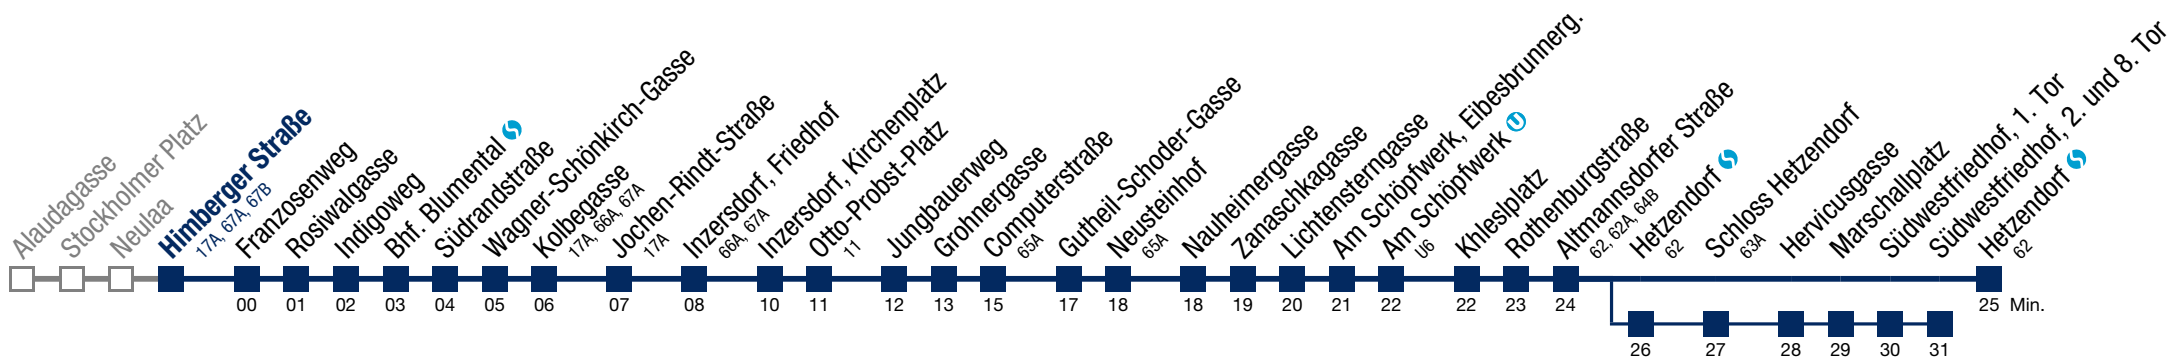 Alaudagasse
Stockholmer Platz
Neulaa
Himberger Straße
17A, 67A, 67B
Franzosenweg
Rosiwalgasse
Indigoweg
Bhf. Blumental
Südrandstraße
Wagner-Schönkirch-Gasse
Kolbegasse
17A, 66A, 67A
Jochen-Rindt-Straße
17A
Inzersdorf, Friedhof
66A, 67A
Inzersdorf, Kirchenplatz
Otto-Probst-Platz
11
Jungbauerweg
Grohnergasse
Computerstraße
65A
Gutheil-Schoder-Gasse
Neusteinhof
65A
Nauheimergasse
Zanaschkagasse
Lichtensterngasse
Am Schöpfwerk, Eibesbrunnerg.
Am Schöpfwerk U
U6
Khleslplatz
Rothenburgstraße
Altmannsdorfer Straße
62, 62A, 64B
Hetzendorf
62
Schloss Hetzendorf
63A
Hervicusgasse
Marschallplatz
Südwestfriedhof, 1. Tor
Südwestfriedhof, 2. und 8. Tor
Hetzendorf
62
00 01 02 03 04 05 06 07 08 10 11 12 13 15 17 18 18 19 20 21 22 22 23 24 25 Min.
26 27 28 29 30 31